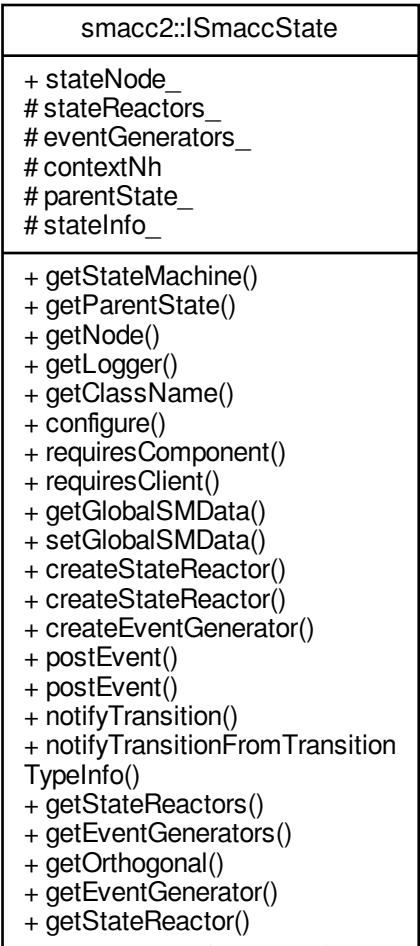 smacc2::ISmaccState
+ stateNode_
# stateReactors_
# eventGenerators_
# contextNh
# parentState_
# stateInfo_
+ getStateMachine()
+ getParentState()
+ getNode()
+ getLogger()
+ getClassName()
+ configure()
+ requiresComponent()
+ requiresClient()
+ getGlobalSMData()
+ setGlobalSMData()
+ createStateReactor()
+ createStateReactor()
+ createEventGenerator()
+ postEvent()
+ postEvent()
+ notifyTransition()
+ notifyTransitionFromTransition
TypeInfo()
+ getStateReactors()
+ getEventGenerators()
+ getOrthogonal()
+ getEventGenerator()
+ getStateReactor()